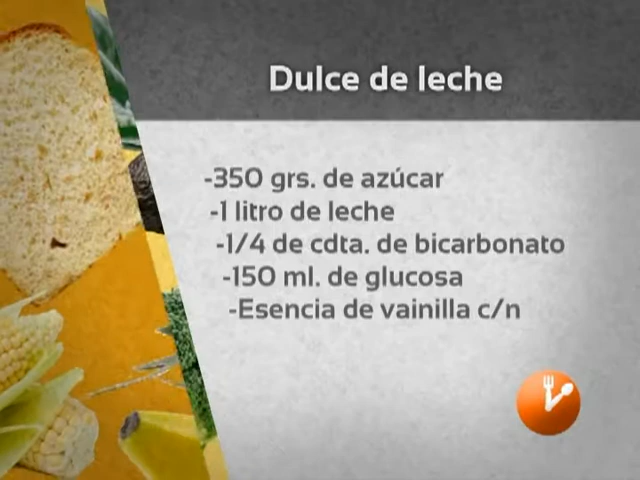 Dulce de leche
-350 grs. de azúcar
-1 litro de leche
-1/4 de cdta. de bicarbonato
-150 ml. de glucosa
-Esencia de vainilla c/n